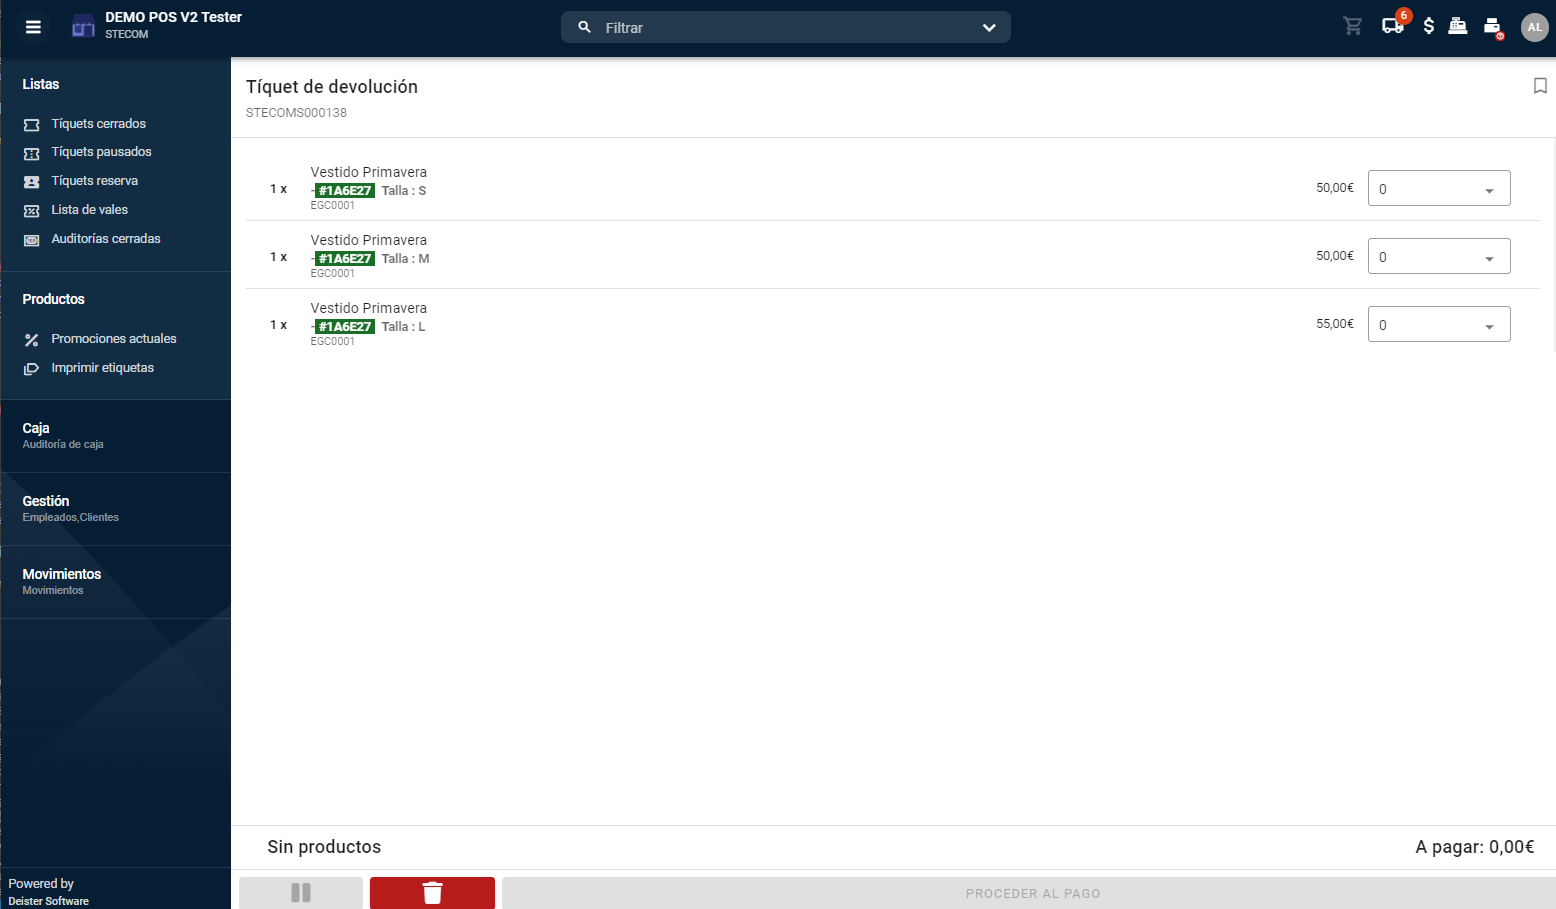 DEMO POS V2 Tester
STECOM
Filtrar
6
AL
Listas
Tíquets cerrados
Tíquets pausados
Tíquets reserva
Lista de vales
Auditorías cerradas
Productos
Promociones actuales
Imprimir etiquetas
Caja
Auditoría de caja
Gestión
Empleados,Clientes
Movimientos
Movimientos
Powered by
Deister Software
Tíquet de devolución
STECOMS000138
1 x
Vestido Primavera
- #1A6E27 Talla : S
EGC0001
50,00€
0
1 x
Vestido Primavera
- #1A6E27 Talla : M
EGC0001
50,00€
0
1 x
Vestido Primavera
- #1A6E27 Talla : L
EGC0001
55,00€
0
Sin productos
A pagar: 0,00€
PROCEDER AL PAGO